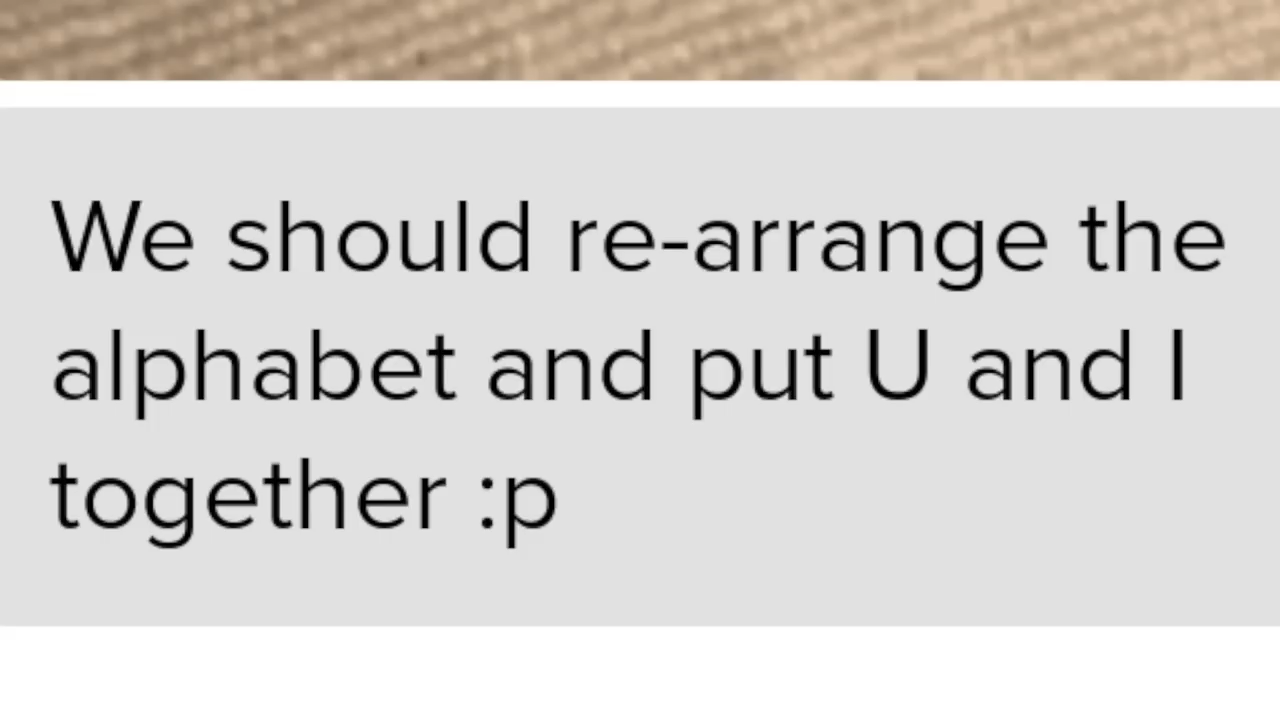 We should re-arrange the
alphabet and put U and I
together :p